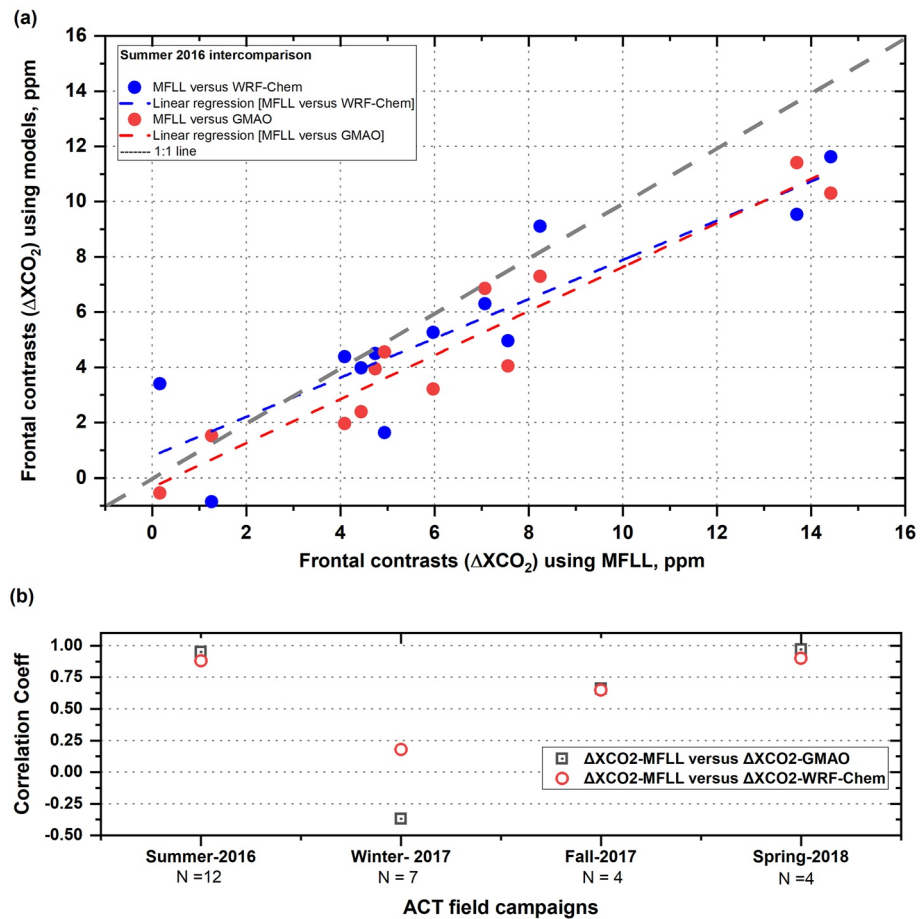 (a)
Summer 2016 intercomparison
MFLL versus WRF-Chem
Linear regression [MFLL versus WRF-Chem]
MFLL versus GMAO
Linear regression [MFLL versus GMAO]
1:1 line
Frontal contrasts (ΔXCO₂) using models, ppm
16
14
12
10
8
6
4
2
0
0 2 4 6 8 10 12 14 16
Frontal contrasts (ΔXCO₂) using MFLL, ppm
(b)
Correlation Coeff
1.00
0.75
0.50
0.25
0.00
-0.25
-0.50
ΔXCO2-MFLL versus ΔXCO2-GMAO
ΔXCO2-MFLL versus ΔXCO2-WRF-Chem
Summer-2016 Winter- 2017 Fall-2017 Spring-2018
N =12 N = 7 N = 4 N =4
ACT field campaigns